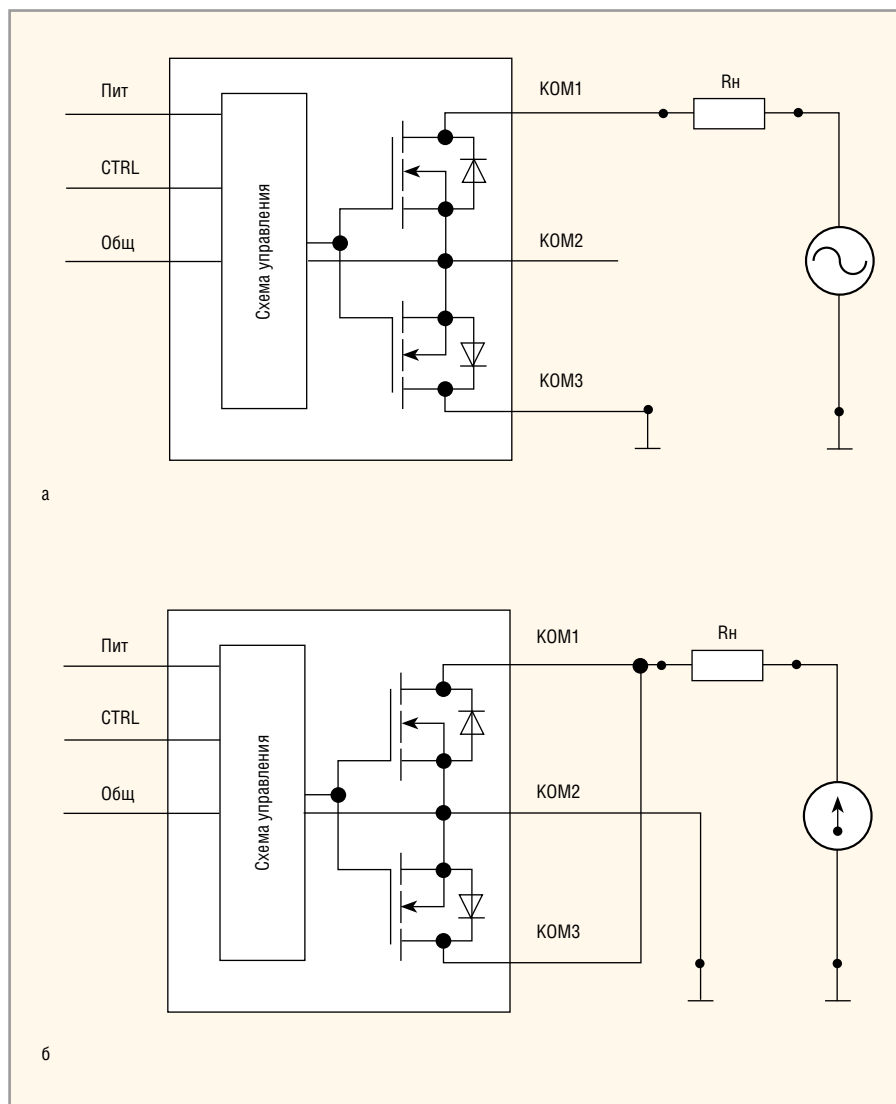 Пит
КОМ1
Rн
CTRL
Общ
КОМ2
Схема управления
КОМ3
а
Пит
КОМ1
Rн
CTRL
Общ
КОМ2
Схема управления
КОМ3
б